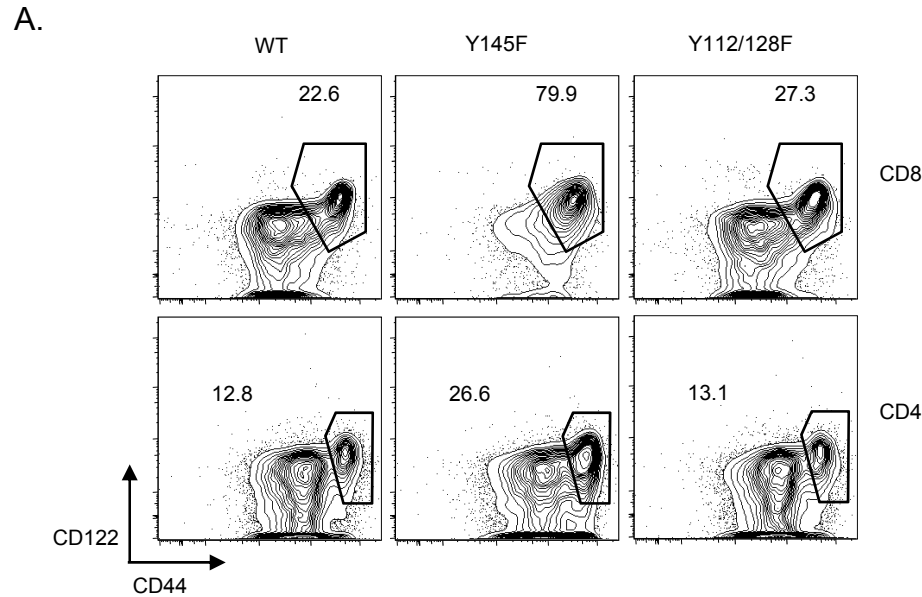 A.
WT Y145F Y112/128F
22.6 79.9 27.3
CD8
12.8 26.6 13.1
CD4
CD122
CD44